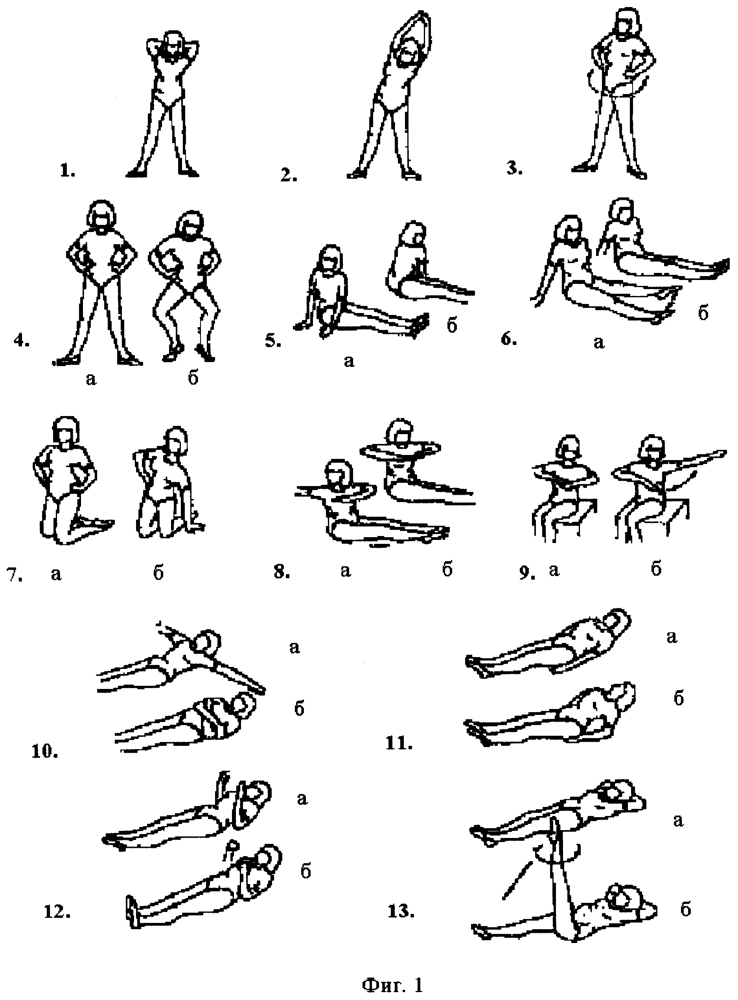 1. 2. 3.
4. а б 5. а б 6. а б
7. а б 8. а б 9. а б
10. а б 11. а б
12. а б 13. а б
Фиг. 1